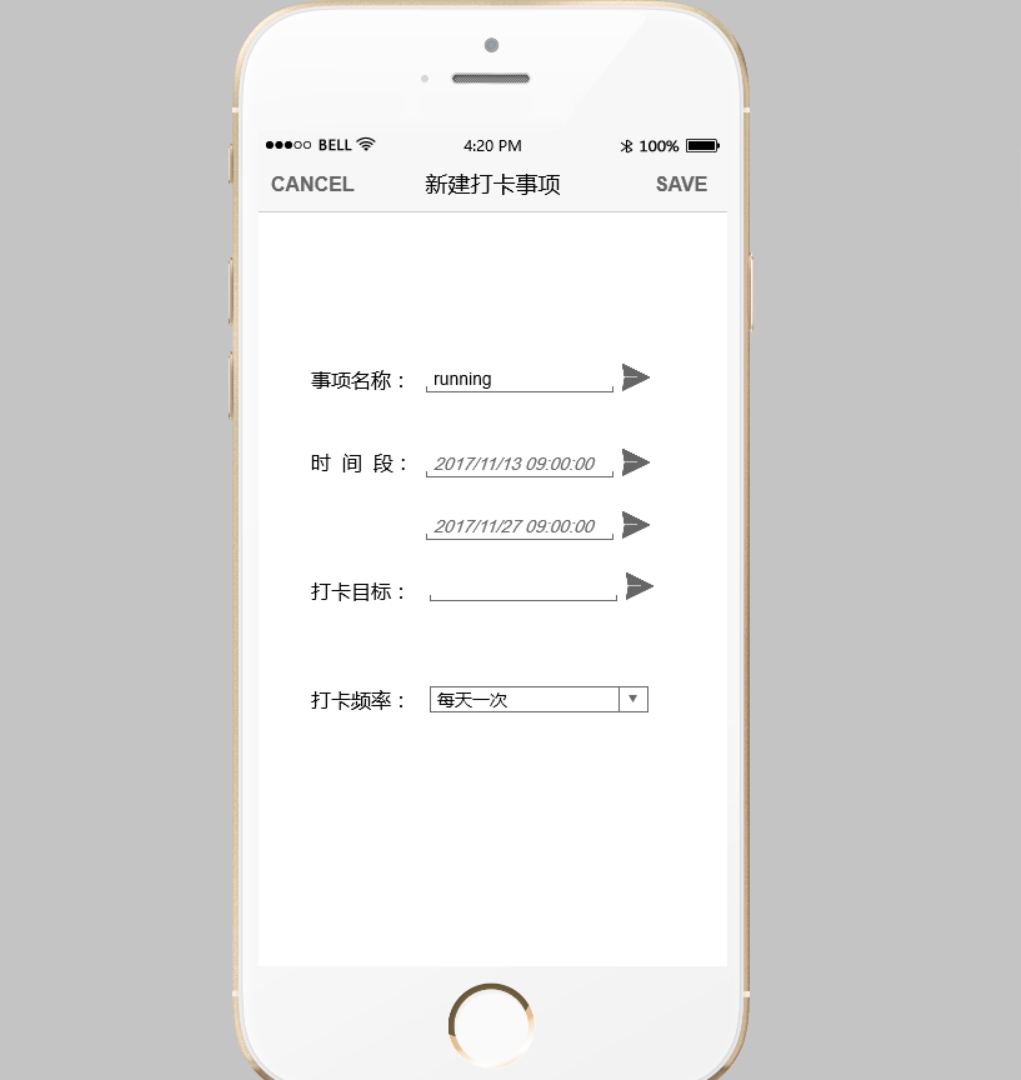 BELL 4:20 PM 100%
CANCEL 新建打卡事项 SAVE
事项名称： running
时 间 段： 2017/11/13 09:00:00
2017/11/27 09:00:00
打卡目标：
打卡频率： 每天一次